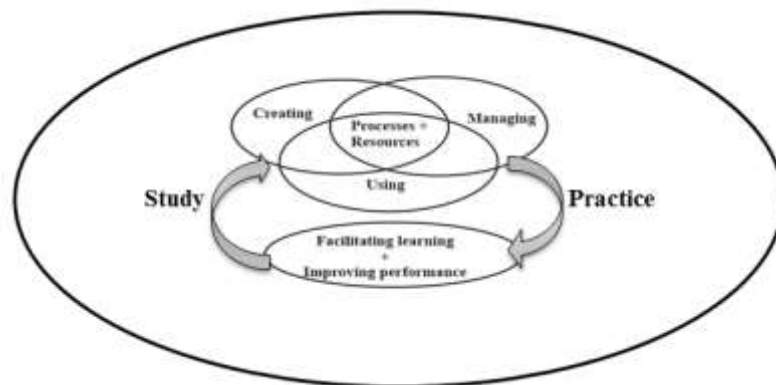 Creating
Managing
Processes +
Resources
Using
Study
Practice
Facilitating learning
+
Improving performance